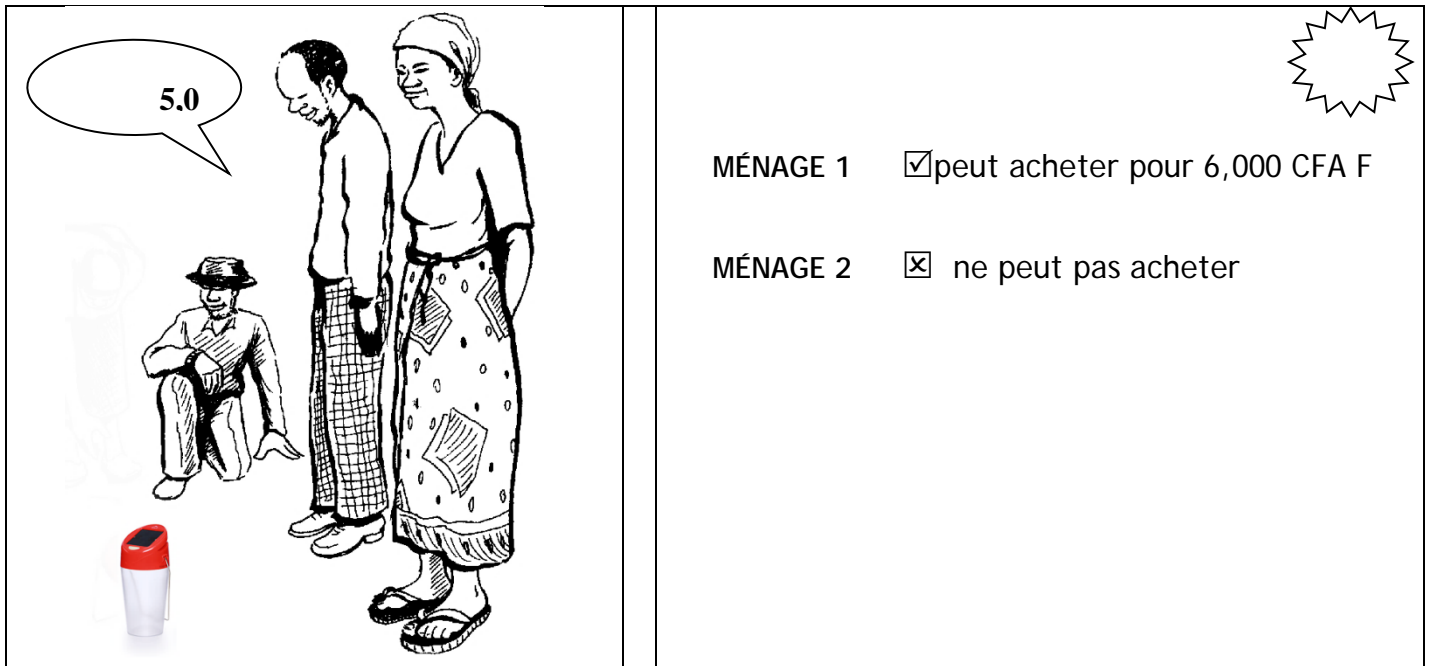 5,0
MÉNAGE 1 ☑peut acheter pour 6,000 CFA F
MÉNAGE 2 ☒ ne peut pas acheter